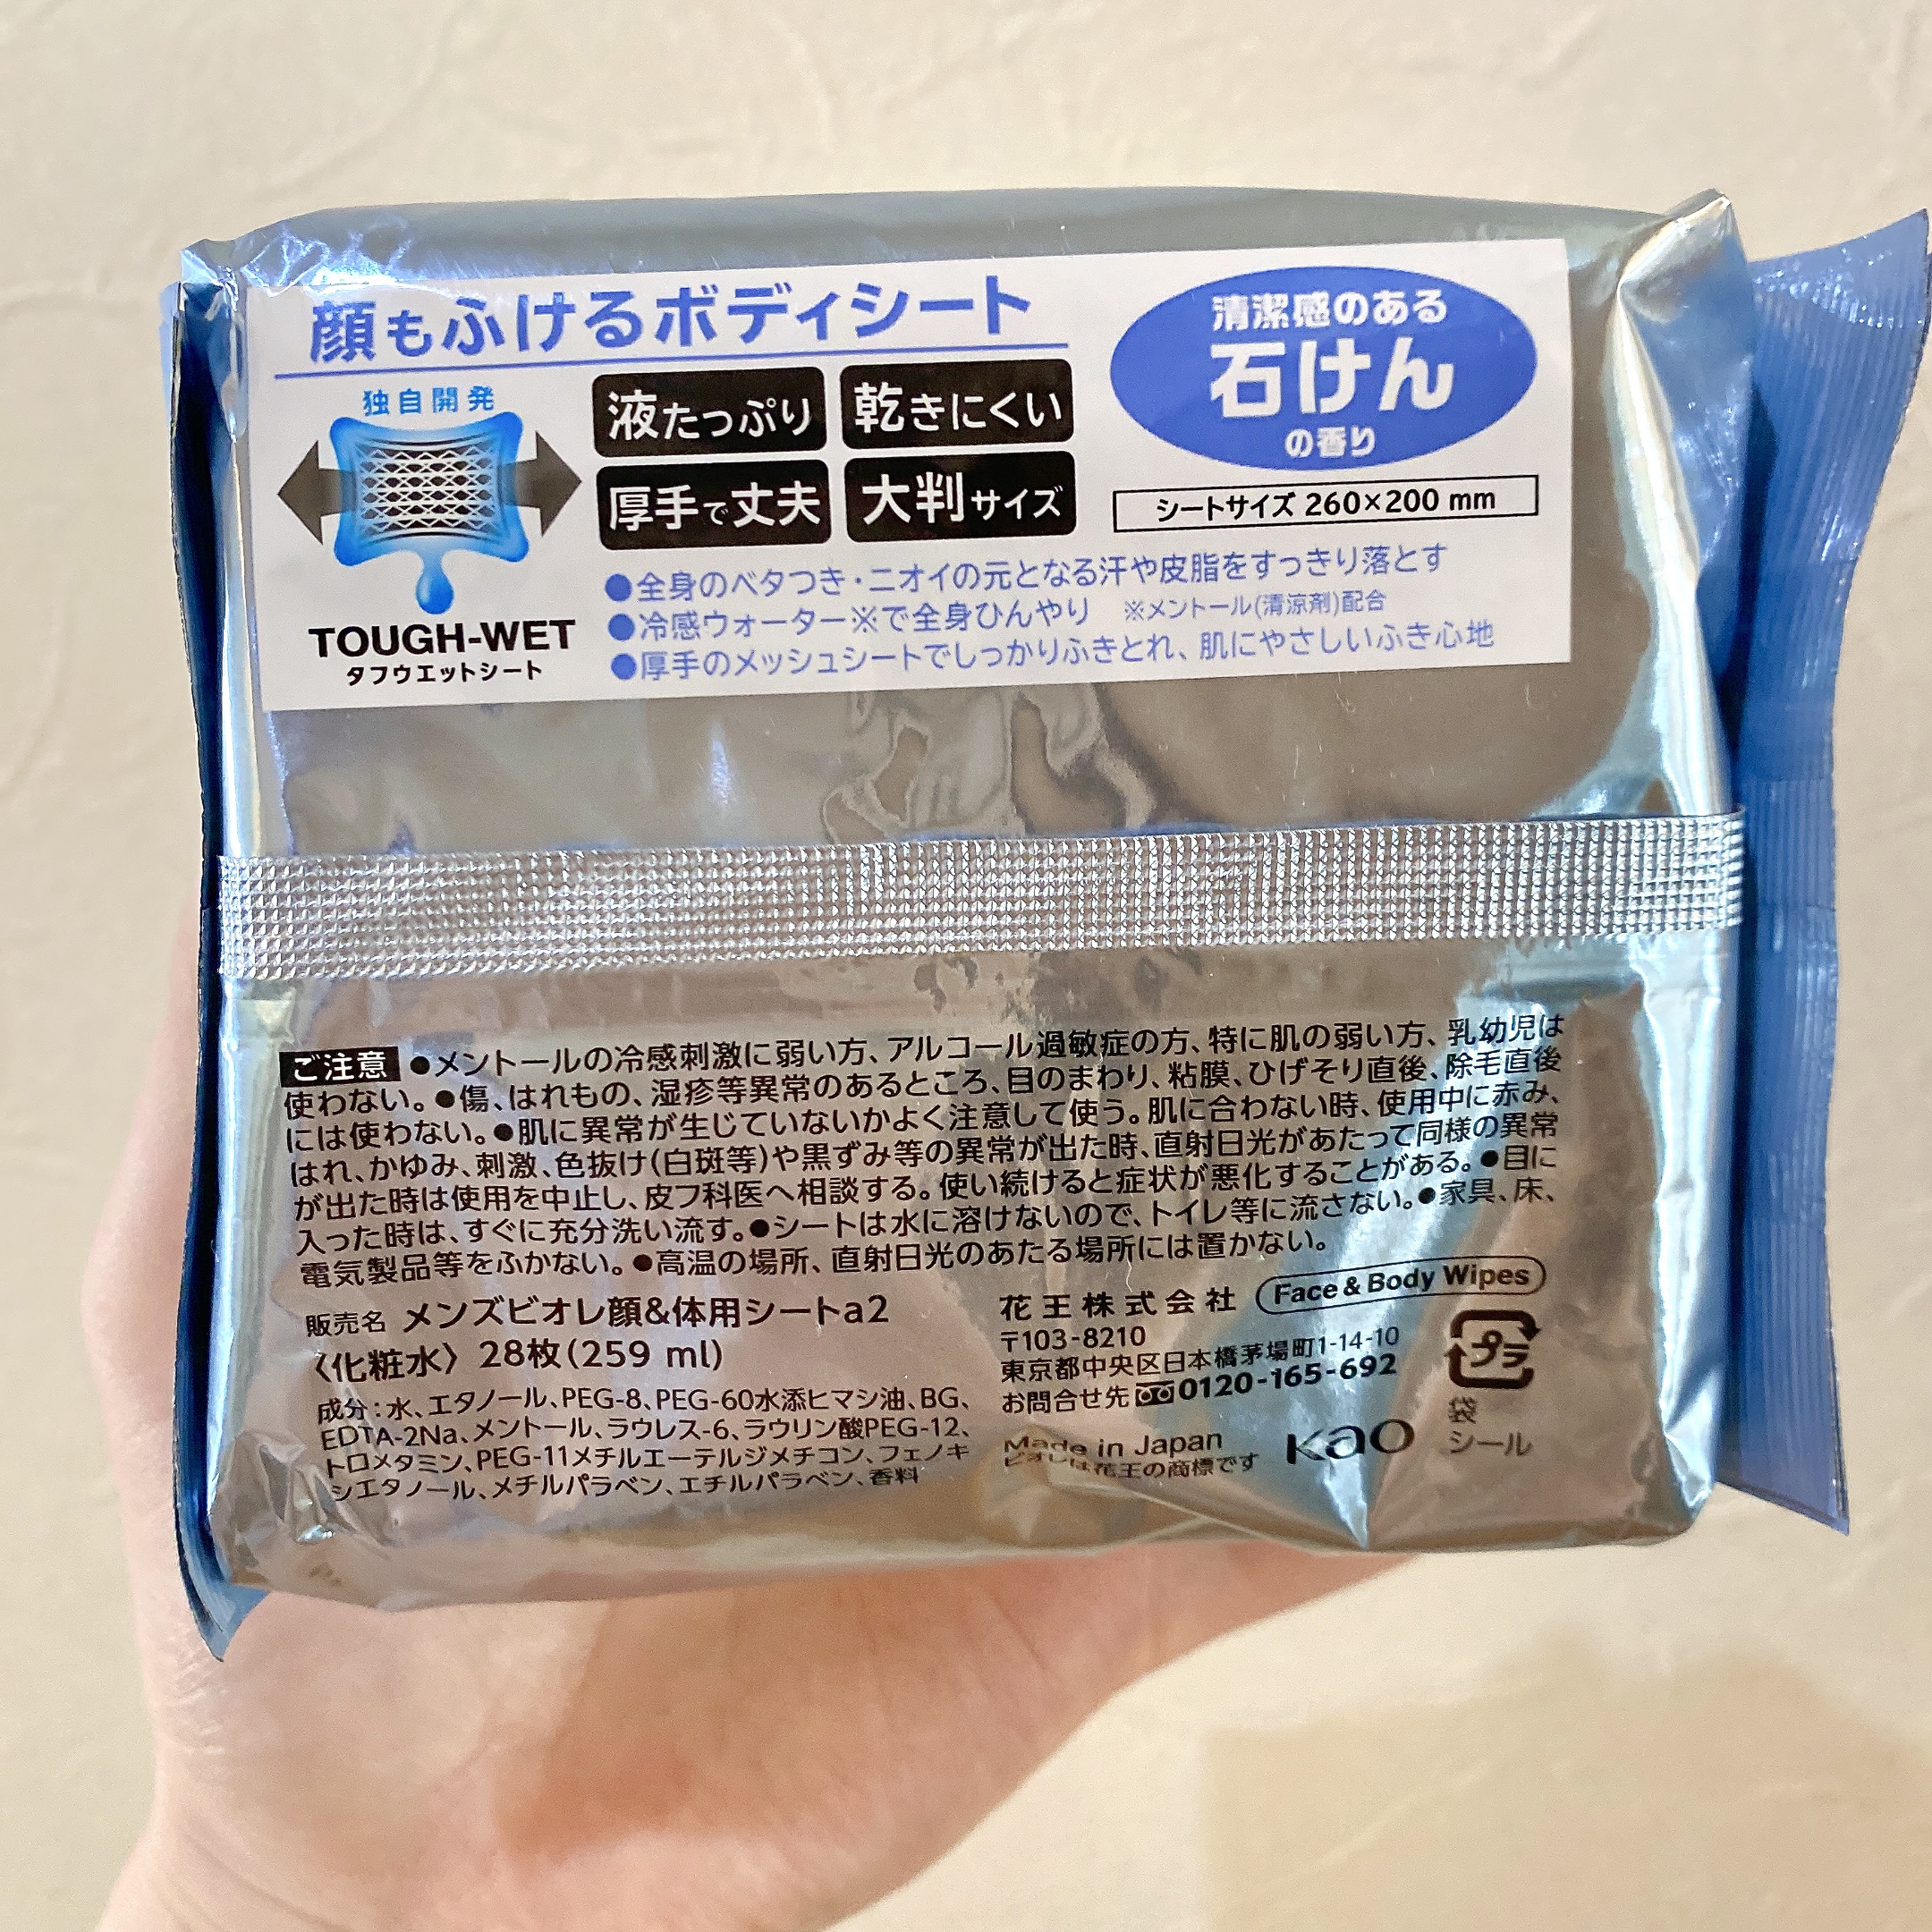 顔もふけるボディシート
独自開発
TOUGH-WET
タフウエットシート
液たっぷり
乾きにくい
厚手で丈夫
大判サイズ
清潔感のある
石けん
の香り
シートサイズ 260×200 mm
●全身のベタつき・ニオイの元となる汗や皮脂をすっきり落とす
●冷感ウォーター※で全身ひんやり ※メントール(清涼剤)配合
●厚手のメッシュシートでしっかりふきとれ、肌にやさしいふき心地
ご注意 ●メントールの冷感刺激に弱い方、アルコール過敏症の方、特に肌の弱い方、乳幼児は
使わない。●傷、はれもの、湿疹等異常のあるところ、目のまわり、粘膜、ひげそり直後、除毛直後
には使わない。●肌に異常が生じていないかよく注意して使う。肌に合わない時、使用中に赤み、
はれ、かゆみ、刺激、色抜け(白斑等)や黒ずみ等の異常が出た時、直射日光があたって同様の異常
が出た時は使用を中止し、皮フ科医へ相談する。使い続けると症状が悪化することがある。●目に
入った時は、すぐに充分洗い流す。●シートは水に溶けないので、トイレ等に流さない。●家具、床、
電気製品等をふかない。●高温の場所、直射日光のあたる場所には置かない。
販売名 メンズビオレ顔&体用シートa2
〈化粧水〉 28枚(259 ml)
成分:水、エタノール、PEG-8、PEG-60水添ヒマシ油、BG、
EDTA-2Na、メントール、ラウレス-6、ラウリン酸PEG-12、
トロメタミン、PEG-11メチルエーテルジメチコン、フェノキ
シエタノール、メチルパラベン、エチルパラベン、香料
花王株式会社 Face & Body Wipes
〒103-8210
東京都中央区日本橋茅場町1-14-10
お問合せ先 0120-165-692
Made in Japan
ビオレは花王の商標です
Kao
プラ
袋
シール